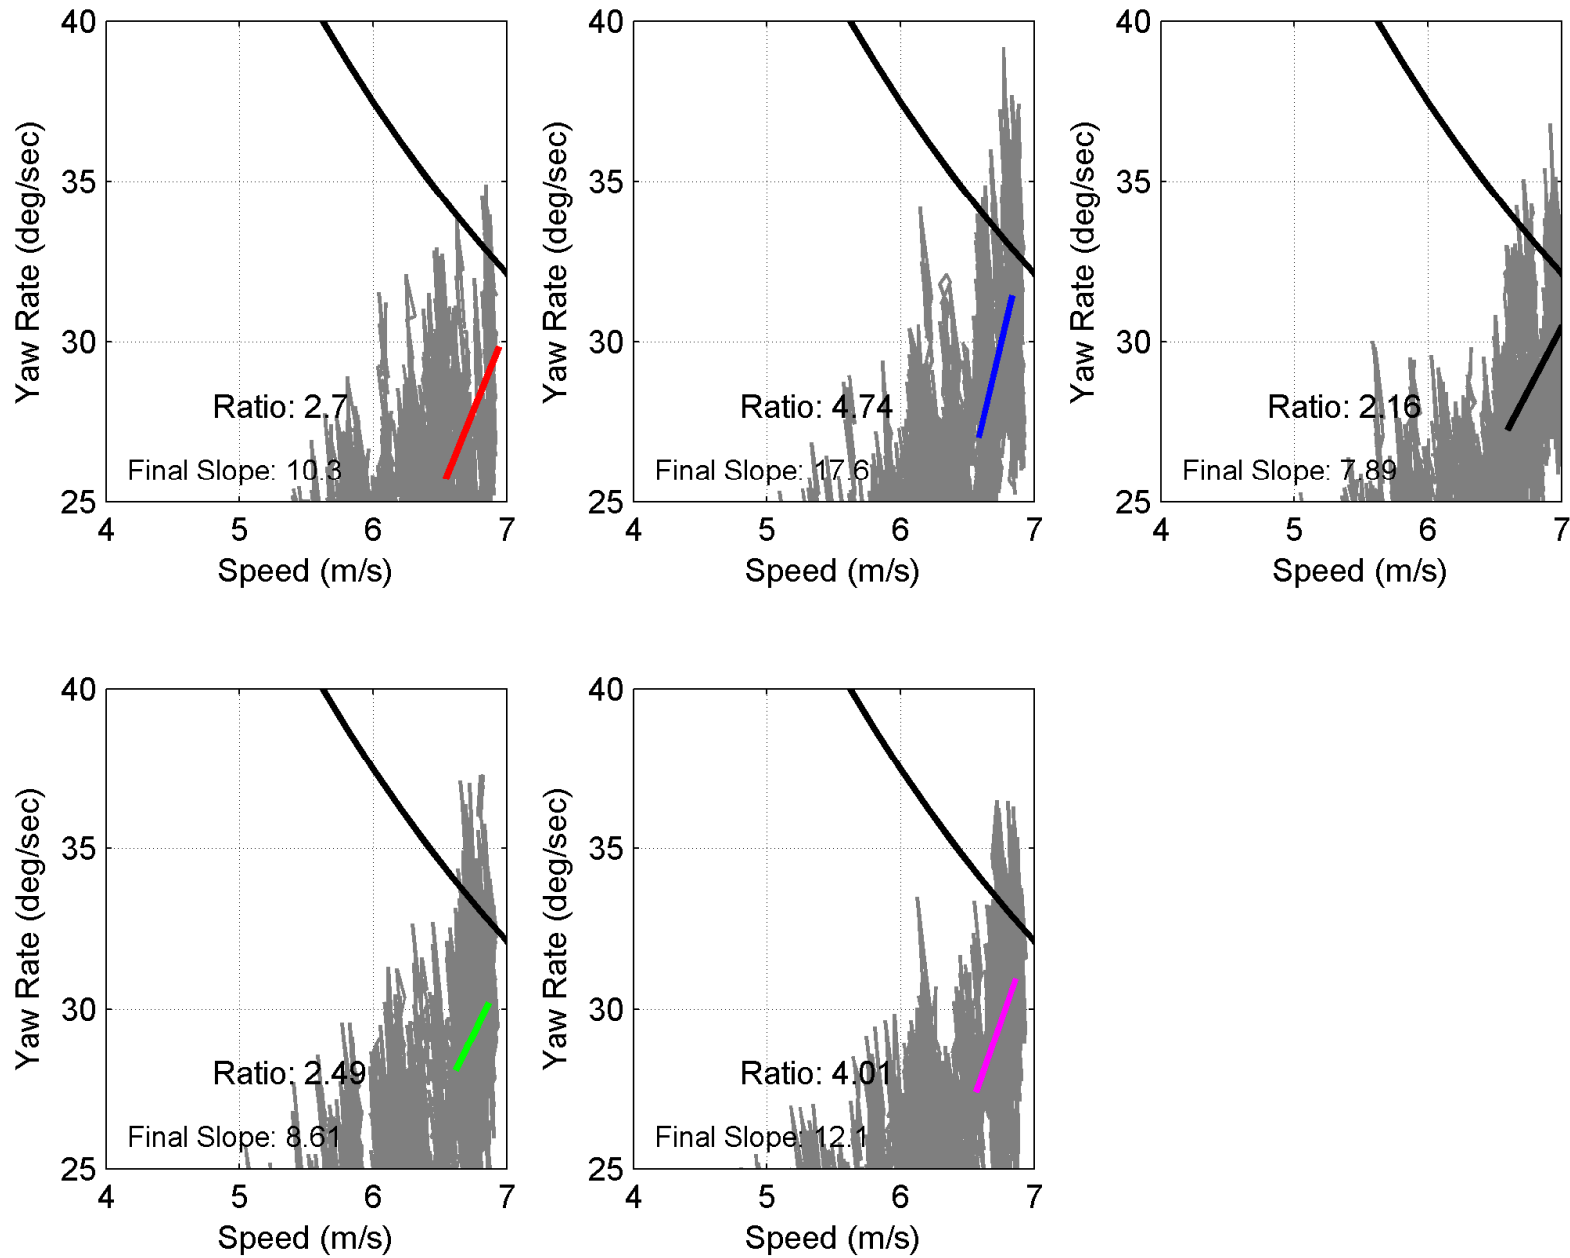 40
35
30
25
Yaw Rate (deg/sec)
Ratio: 2.7
Final Slope: 10.3
4 5 6 7
Speed (m/s)
40
35
30
25
Yaw Rate (deg/sec)
Ratio: 4.74
Final Slope: 17.6
4 5 6 7
Speed (m/s)
40
35
30
25
Yaw Rate (deg/sec)
Ratio: 2.16
Final Slope: 7.89
4 5 6 7
Speed (m/s)
40
35
30
25
Yaw Rate (deg/sec)
Ratio: 2.49
Final Slope: 8.61
4 5 6 7
Speed (m/s)
40
35
30
25
Yaw Rate (deg/sec)
Ratio: 4.01
Final Slope: 12.1
4 5 6 7
Speed (m/s)